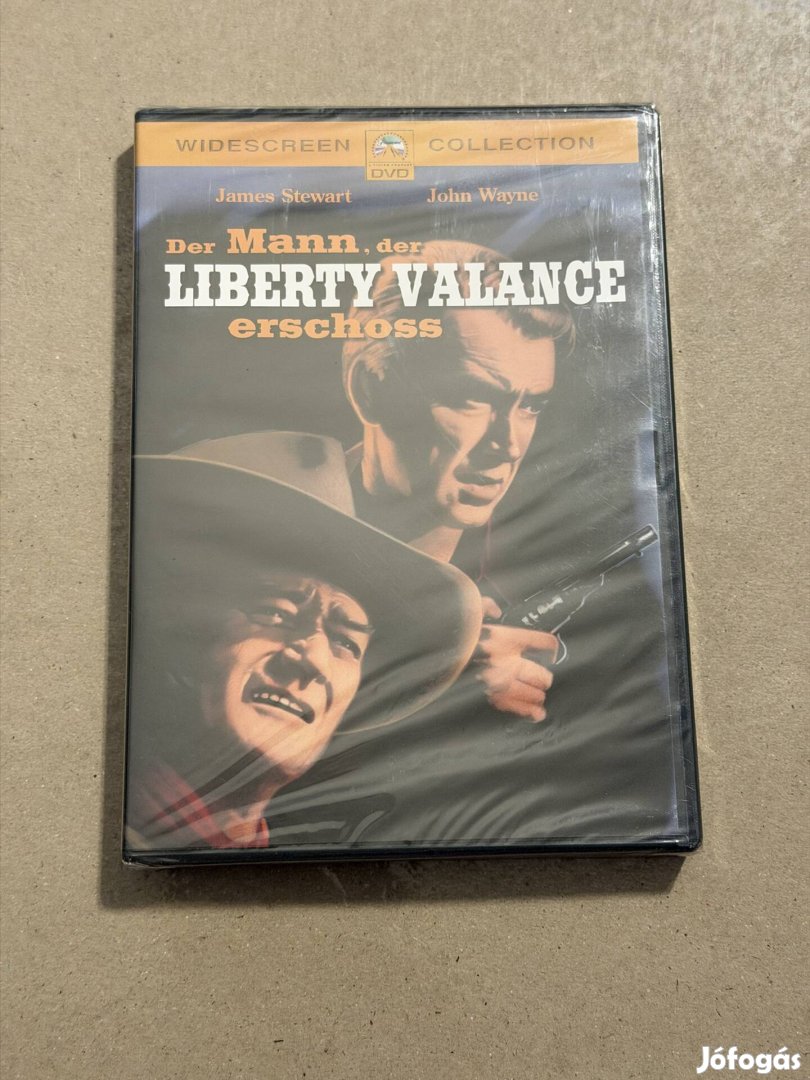 WIDESCREEN DVD COLLECTION
James Stewart John Wayne
Der Mann, der
LIBERTY VALANCE
erschoss
Jófogás